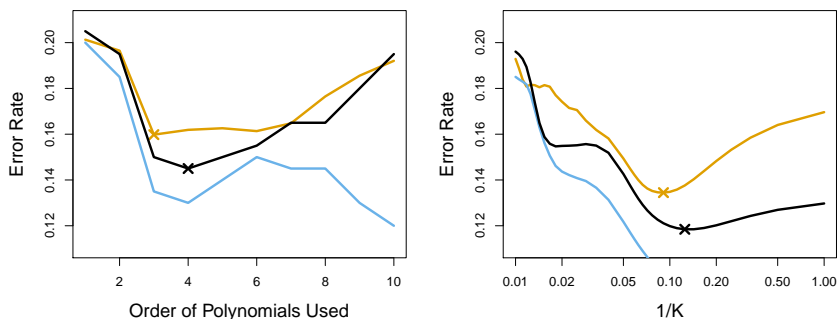 0.12 0.14 0.16 0.18 0.20
Error Rate
2 4 6 8 10
Order of Polynomials Used
0.12 0.14 0.16 0.18 0.20
Error Rate
0.01 0.02 0.05 0.10 0.20 0.50 1.00
1/K